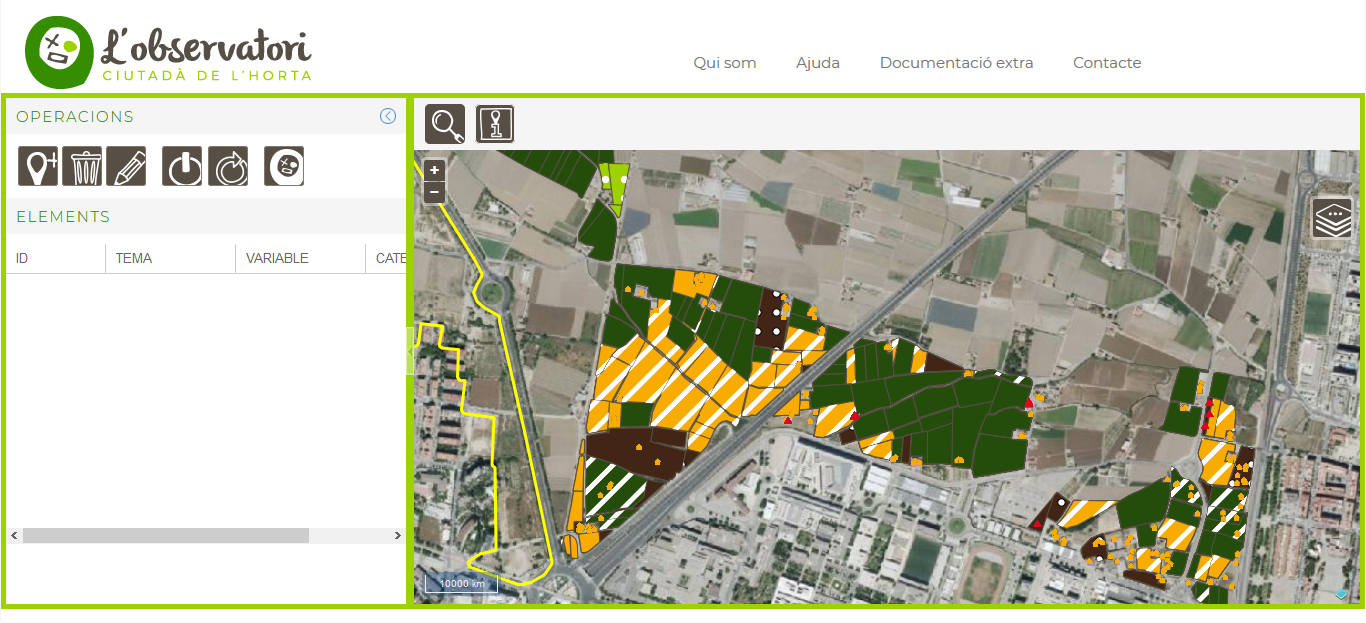 L'observatori
CIUTADÀ DE L'HORTA
Qui som
Ajuda
Documentació extra
Contacte
OPERACIONS
ELEMENTS
ID
TEMA
VARIABLE
CATE
+
−
10000 km